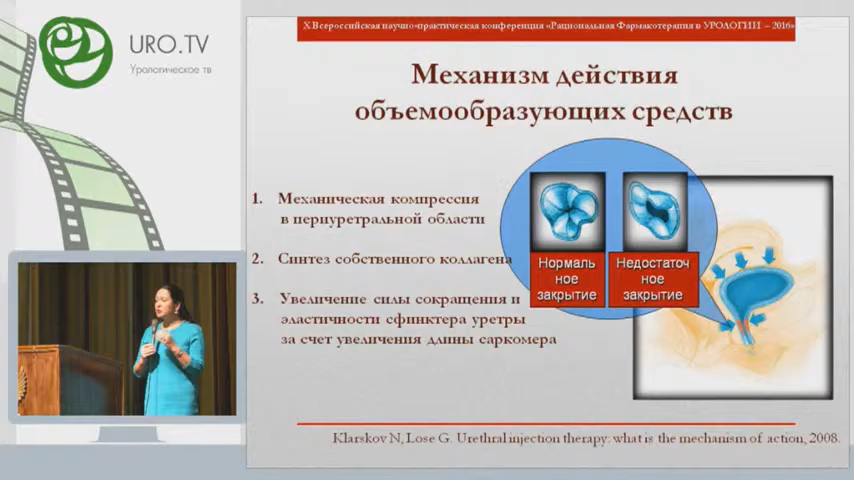 X Всероссийская научно-практическая конференция «Рациональная Фармакотерапия в УРОЛОГИИ – 2016»
URO.TV
Урологическое тв
Механизм действия
объемообразующих средств
1. Механическая компрессия
в периуретральной области
2. Синтез собственного коллагена
3. Увеличение силы сокращения и
эластичности сфинктера уретры
за счет увеличения длины саркомера
Нормаль
ное
закрытие
Недостаточ
ное
закрытие
Klarskov N, Lose G. Urethral injection therapy: what is the mechanism of action, 2008.